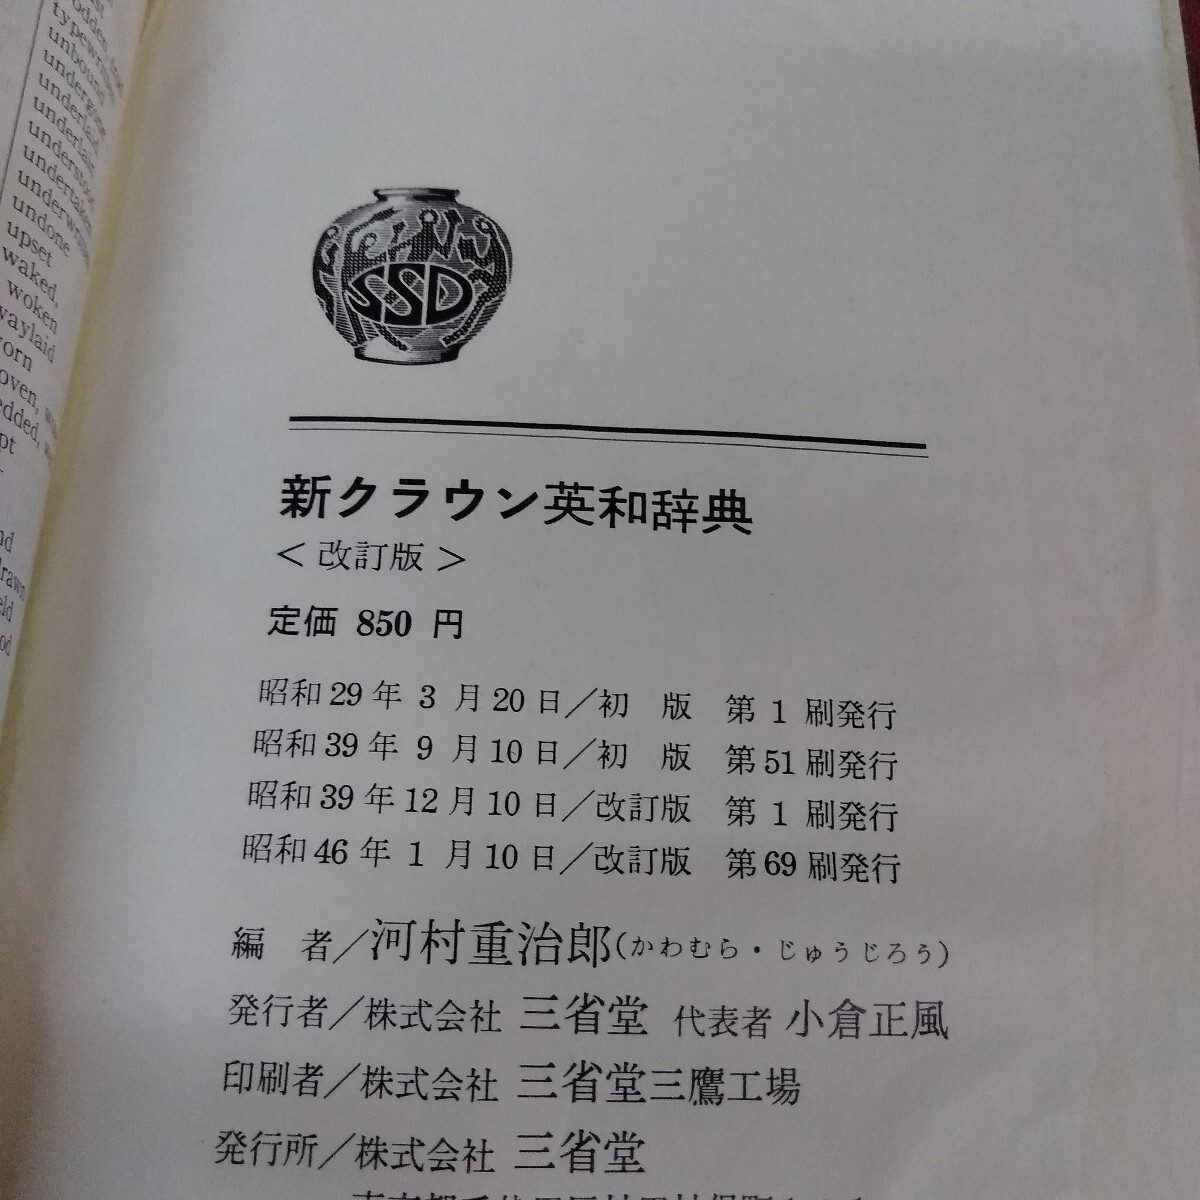 typewritten
unbound
undergone
underlaid
underlain
understood
undertaken
undone
upset
waked,
woken
waylaid
SSD
新クラウン英和辞典
＜改訂版＞
定価 850 円
昭和29年 3 月20日／初 版 第 1 刷発行
昭和39年 9 月10日／初 版 第51刷発行
昭和39年12月10日／改訂版 第 1 刷発行
昭和46年 1 月10日／改訂版 第69刷発行
編 者／河村重治郎(かわむら・じゅうじろう)
発行者／株式会社 三省堂 代表者 小倉正風
印刷者／株式会社 三省堂三鷹工場
発行所／株式会社 三省堂